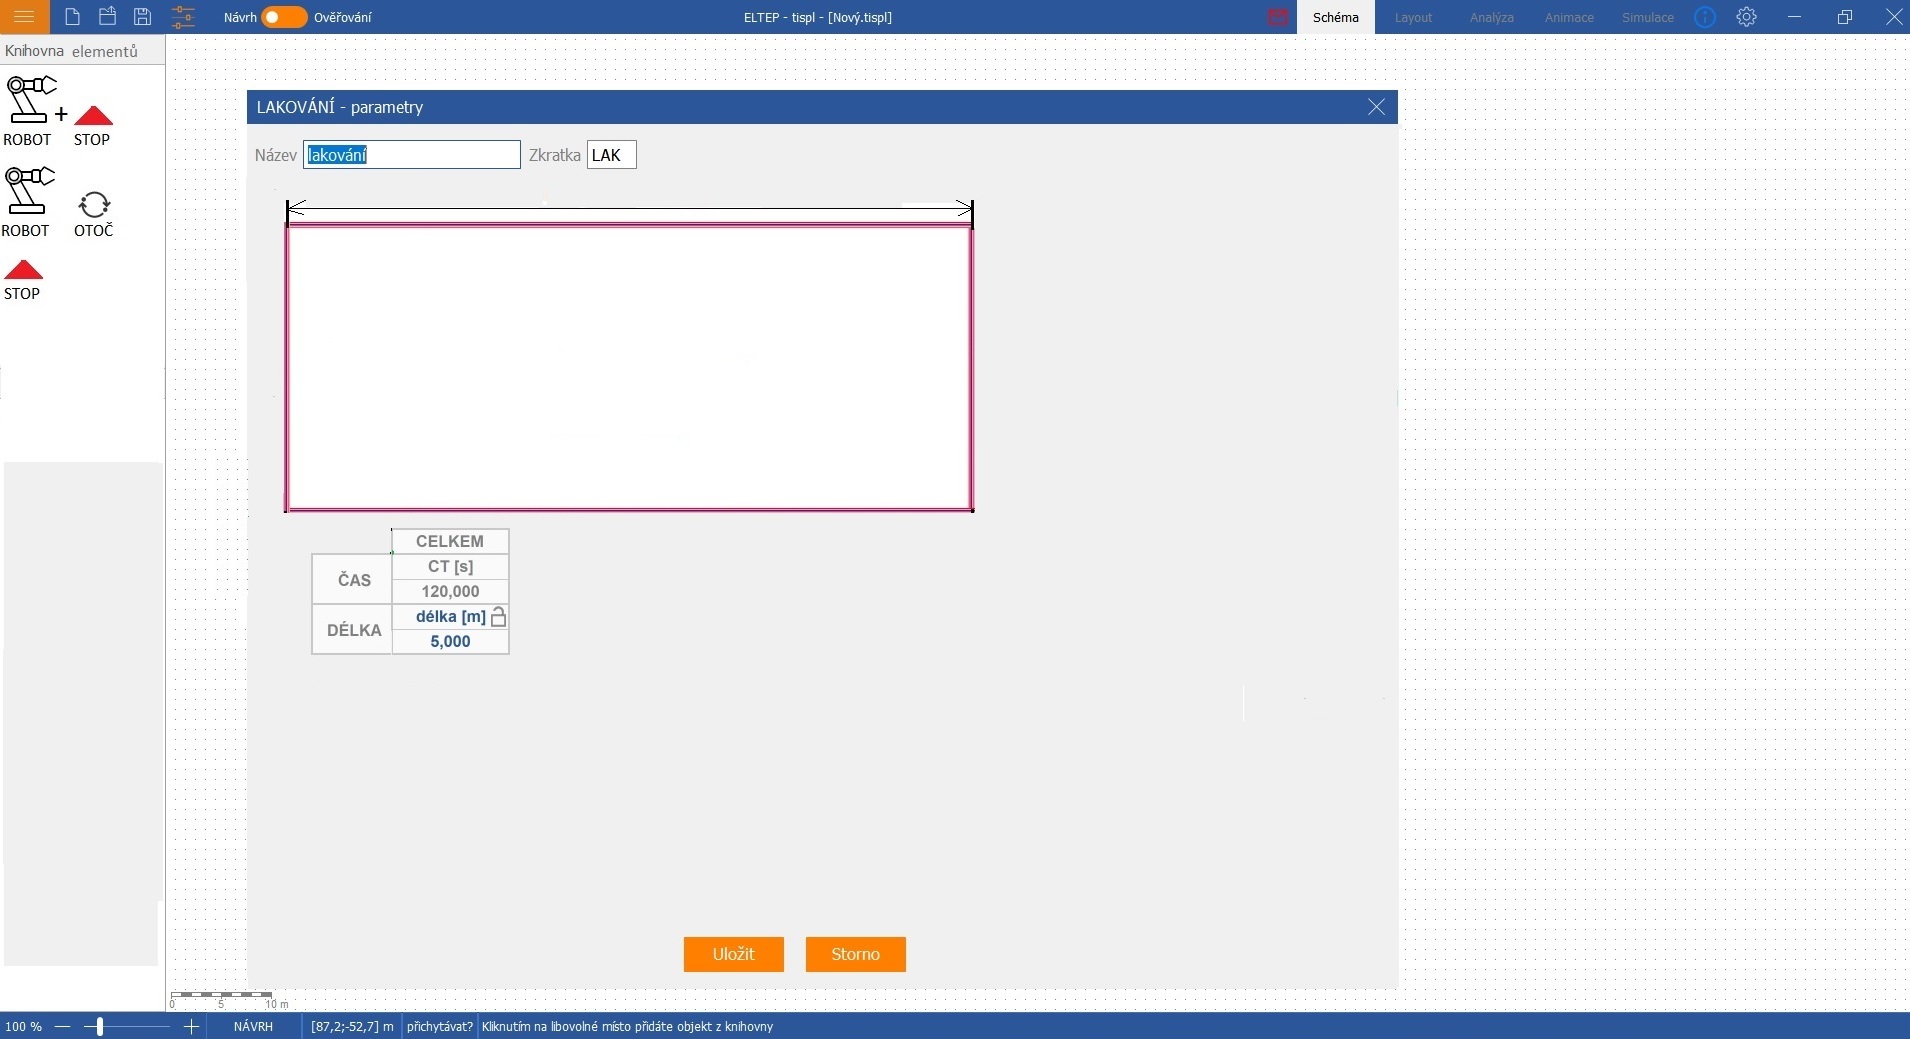 Návrh Ověřování ELTEP - tispl - [Nový.tispl] Schéma Layout Analýza Animace Simulace
Knihovna elementů
ROBOT + STOP
ROBOT OTOČ
STOP
LAKOVÁNÍ - parametry
Název lakování Zkratka LAK
CELKEM
ČAS CT [s]
120,000
DÉLKA délka [m]
5,000
Uložit Storno
0 5 10 m
100 % NÁVRH [87,2;-52,7] m přichytávat? Kliknutím na libovolné místo přidáte objekt z knihovny